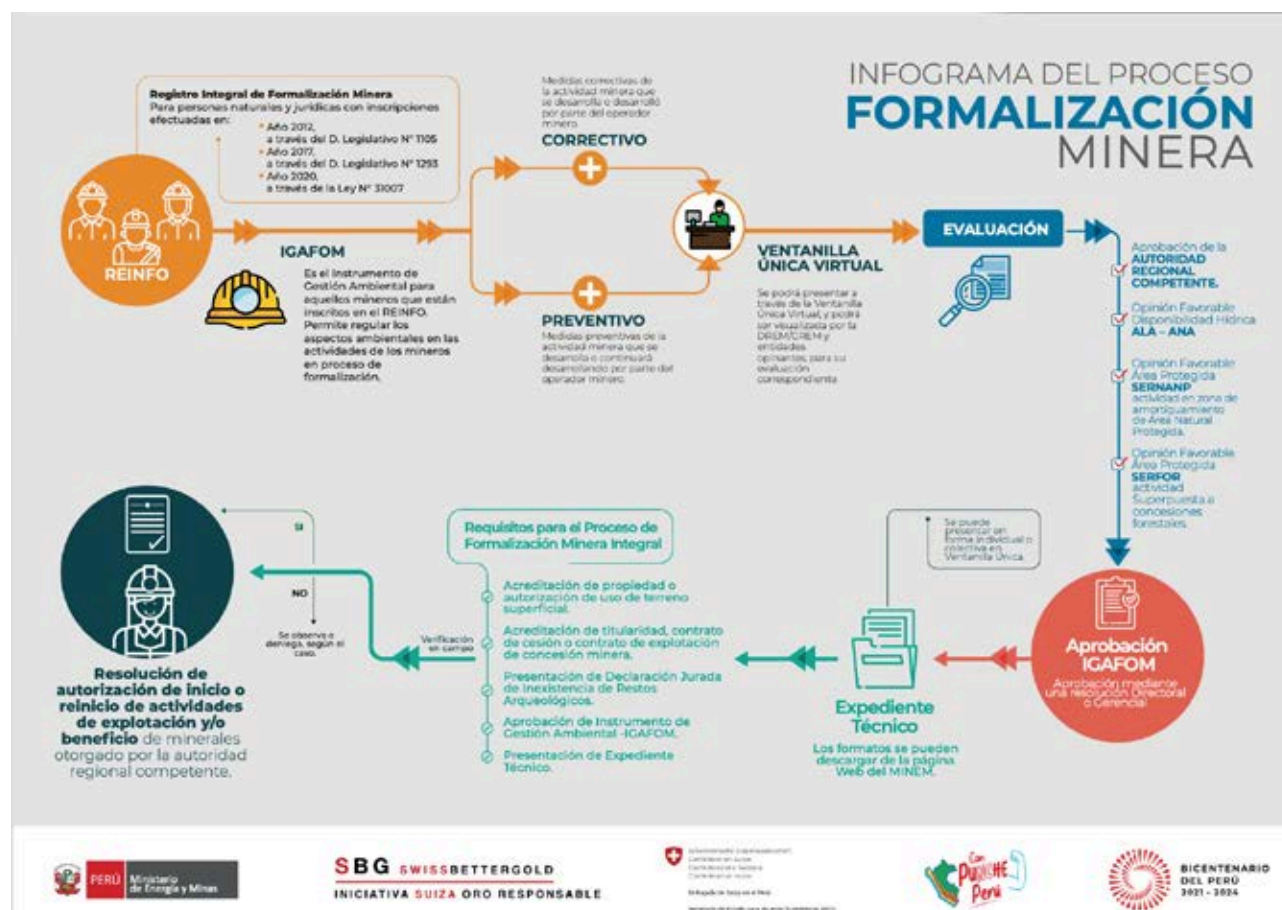 INFOGRAMA DEL PROCESO
FORMALIZACIÓN
MINERA
Registro Integral de Formalización Minera
Para personas naturales y jurídicas con inscripciones
efectuadas en:
Año 2012,
a través del D. Legislativo N° 1105
Año 2017,
a través del D. Legislativo N° 1293
Año 2020,
a través de la Ley N° 31007
REINFO
IGAFOM
Es el Instrumento de
Gestión Ambiental para
aquellos mineros que están
inscritos en el REINFO.
Permite regular los
aspectos ambientales en las
actividades de los mineros
en proceso de
formalización.
Medidas correctivas de
la actividad minera que
se desarrolla o desarrolló
por parte del operador
minero.
CORRECTIVO
PREVENTIVO
Medidas preventivas de la
actividad minera que se
desarrolla o continuará
desarrollando por parte del
operador minero.
VENTANILLA
ÚNICA VIRTUAL
Se podrá presentar a
través de la Ventanilla
Única Virtual, y podrá
ser visualizada por la
DREM/GREM y
entidades
opinantes, para su
evaluación
correspondiente
EVALUACIÓN
Aprobación de la
AUTORIDAD
REGIONAL
COMPETENTE.
Opinión Favorable
Disponibilidad Hídrica
ALA – ANA
Opinión Favorable
Área Protegida
SERNANP
actividad en zona de
amortiguamiento
de Área Natural
Protegida.
Opinión Favorable
Área Protegida
SERFOR
actividad
Superpuesta a
concesiones
forestales.
Aprobación
IGAFOM
Aprobación mediante
una resolución Directoral
o Gerencial
Se puede
presentar en
forma individual o
colectiva en
Ventanilla Única.
Expediente
Técnico
Los formatos se pueden
descargar de la página
Web del MINEM.
Requisitos para el Proceso de
Formalización Minera Integral
Acreditación de propiedad o
autorización de uso de terreno
superficial.
Acreditación de titularidad, contrato
de cesión o contrato de explotación
de concesión minera.
Presentación de Declaración Jurada
de Inexistencia de Restos
Arqueológicos.
Aprobación de Instrumento de
Gestión Ambiental -IGAFOM.
Presentación de Expediente
Técnico.
Verificación
en campo
SI
NO
Se observa o
deniega, según el
caso.
Resolución de
autorización de inicio o
reinicio de actividades
de explotación y/o
beneficio de minerales
otorgado por la autoridad
regional competente.
PERÚ
Ministerio
de Energía y Minas
SBG SWISSBETTERGOLD
INICIATIVA SUIZA ORO RESPONSABLE
Con
PUNCHE
Perú
BICENTENARIO
DEL PERÚ
2021 - 2024